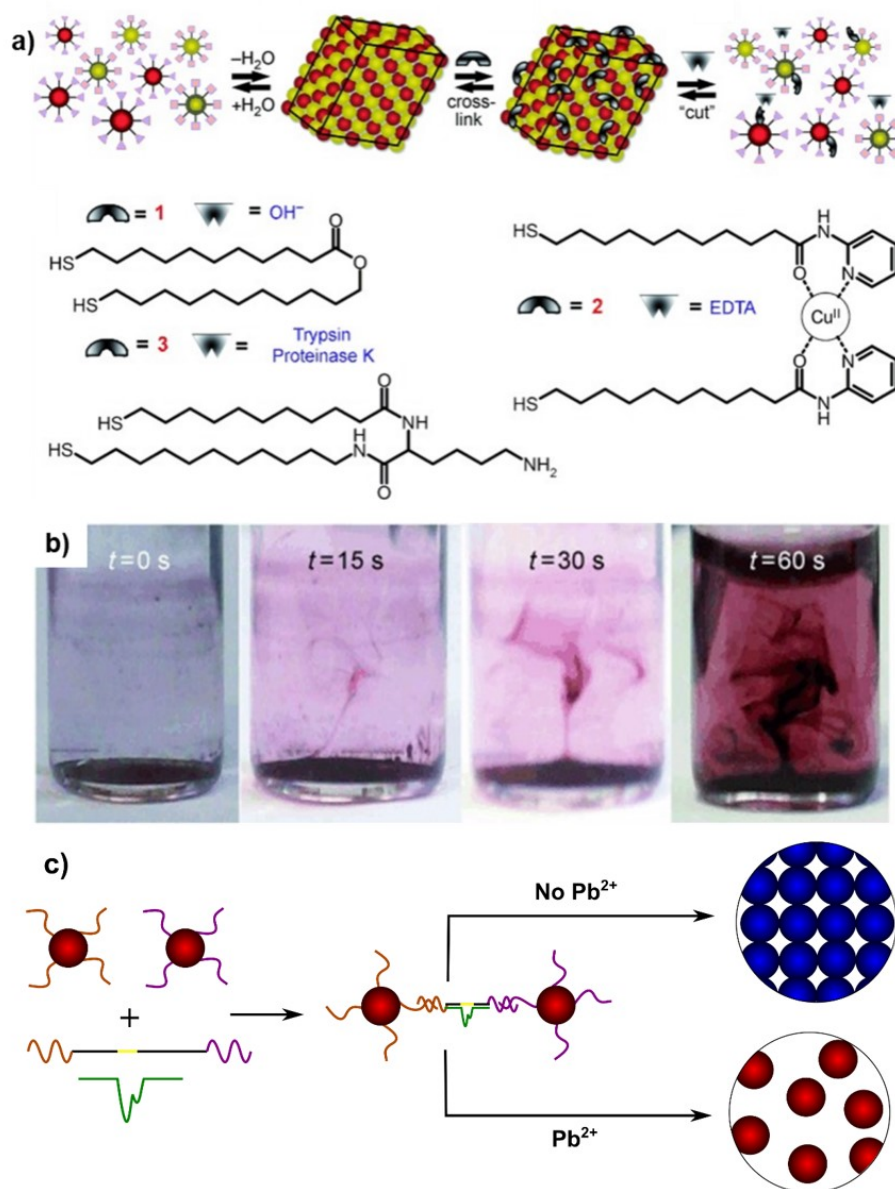 a)
–H₂O
+H₂O
cross-
link
"cut"
= 1
= OH⁻
HS
O
O
HS
= 3
=
Trypsin
Proteinase K
HS
O
NH
HS
H
N
O
NH₂
HS
H
N
O
N
= 2
= EDTA
Cuᴵᴵ
HS
O
N
N
H
b)
t=0 s
t=15 s
t=30 s
t=60 s
c)
No Pb²⁺
+
Pb²⁺